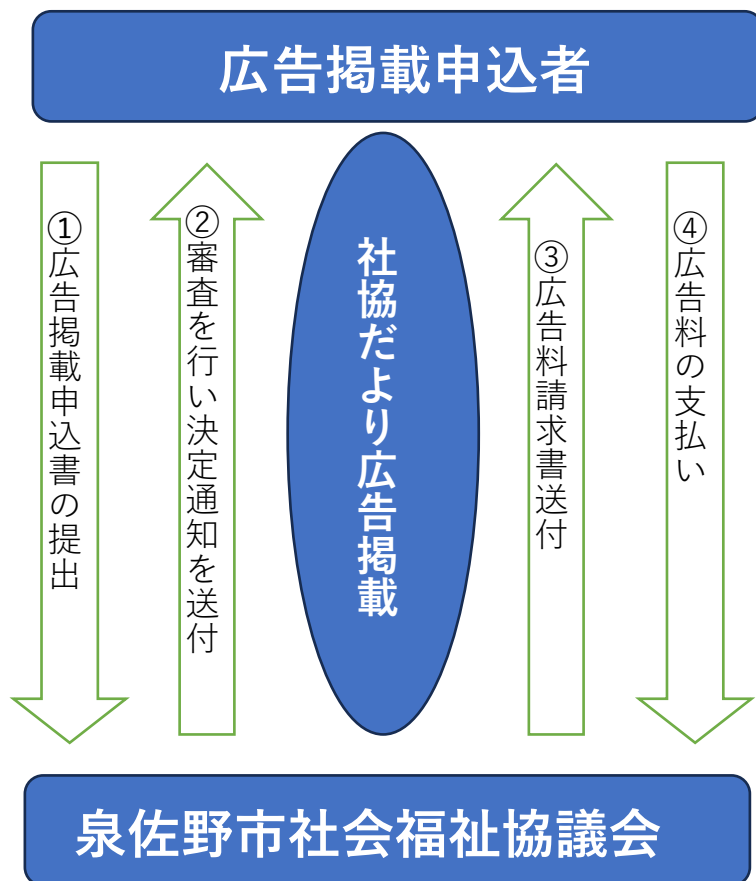 広告掲載申込者
①広告掲載申込書の提出
②審査を行い決定通知を送付
社協だより広告掲載
③広告料請求書送付
④広告料の支払い
泉佐野市社会福祉協議会